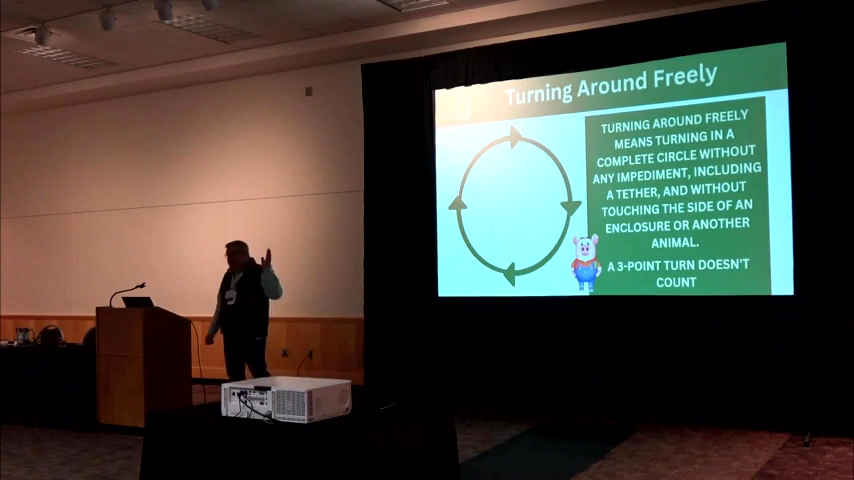 Turning Around Freely
TURNING AROUND FREELY
MEANS TURNING IN A
COMPLETE CIRCLE WITHOUT
ANY IMPEDIMENT, INCLUDING
A TETHER, AND WITHOUT
TOUCHING THE SIDE OF AN
ENCLOSURE OR ANOTHER
ANIMAL.
A 3-POINT TURN DOESN'T
COUNT